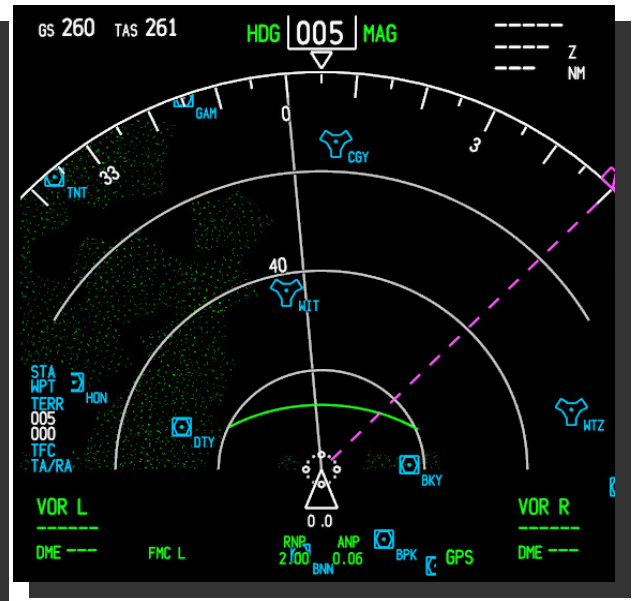 GS 260 TAS 261
HDG 005 MAG
-----
---- Z
--- NM
GAM
0
CGY
3
33
TNT
40
WIT
STA
WPT
HON
TERR
005
000
TFC
TA/RA
DTY
WTZ
BKY
VOR L
------
DME ---
FMC L
0.0
RNP ANP
2.00 0.06
BNN
BPK
GPS
VOR R
------
DME ---